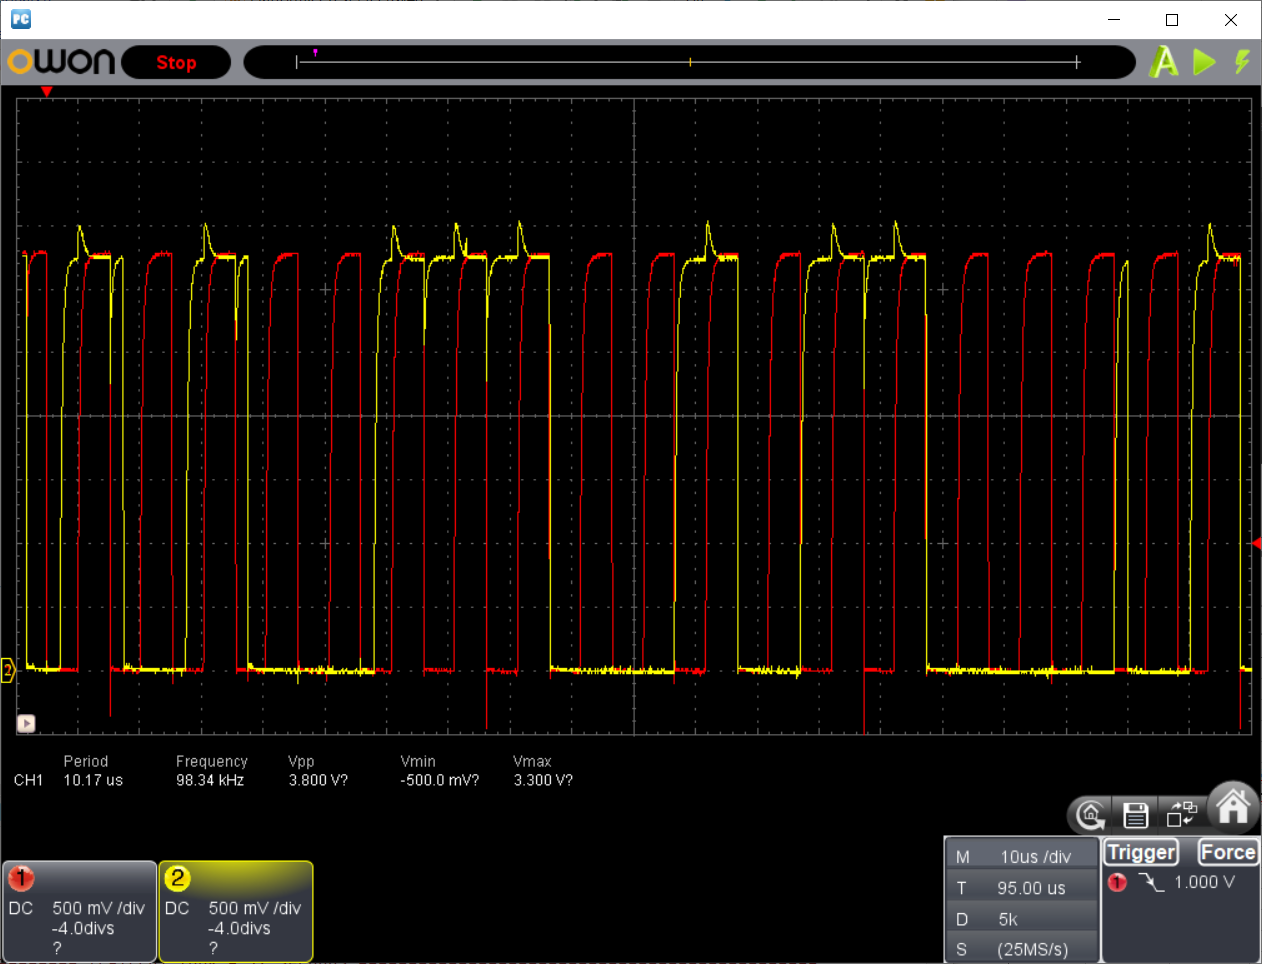 PC
owon
Stop
A
2
Period Frequency Vpp Vmin Vmax
CH1 10.17 us 98.34 kHz 3.800 V? -500.0 mV? 3.300 V?
1 2
DC 500 mV /div DC 500 mV /div
-4.0divs -4.0divs
? ?
M 10us /div
T 95.00 us
D 5k
S (25MS/s)
Trigger Force
1 1.000 V